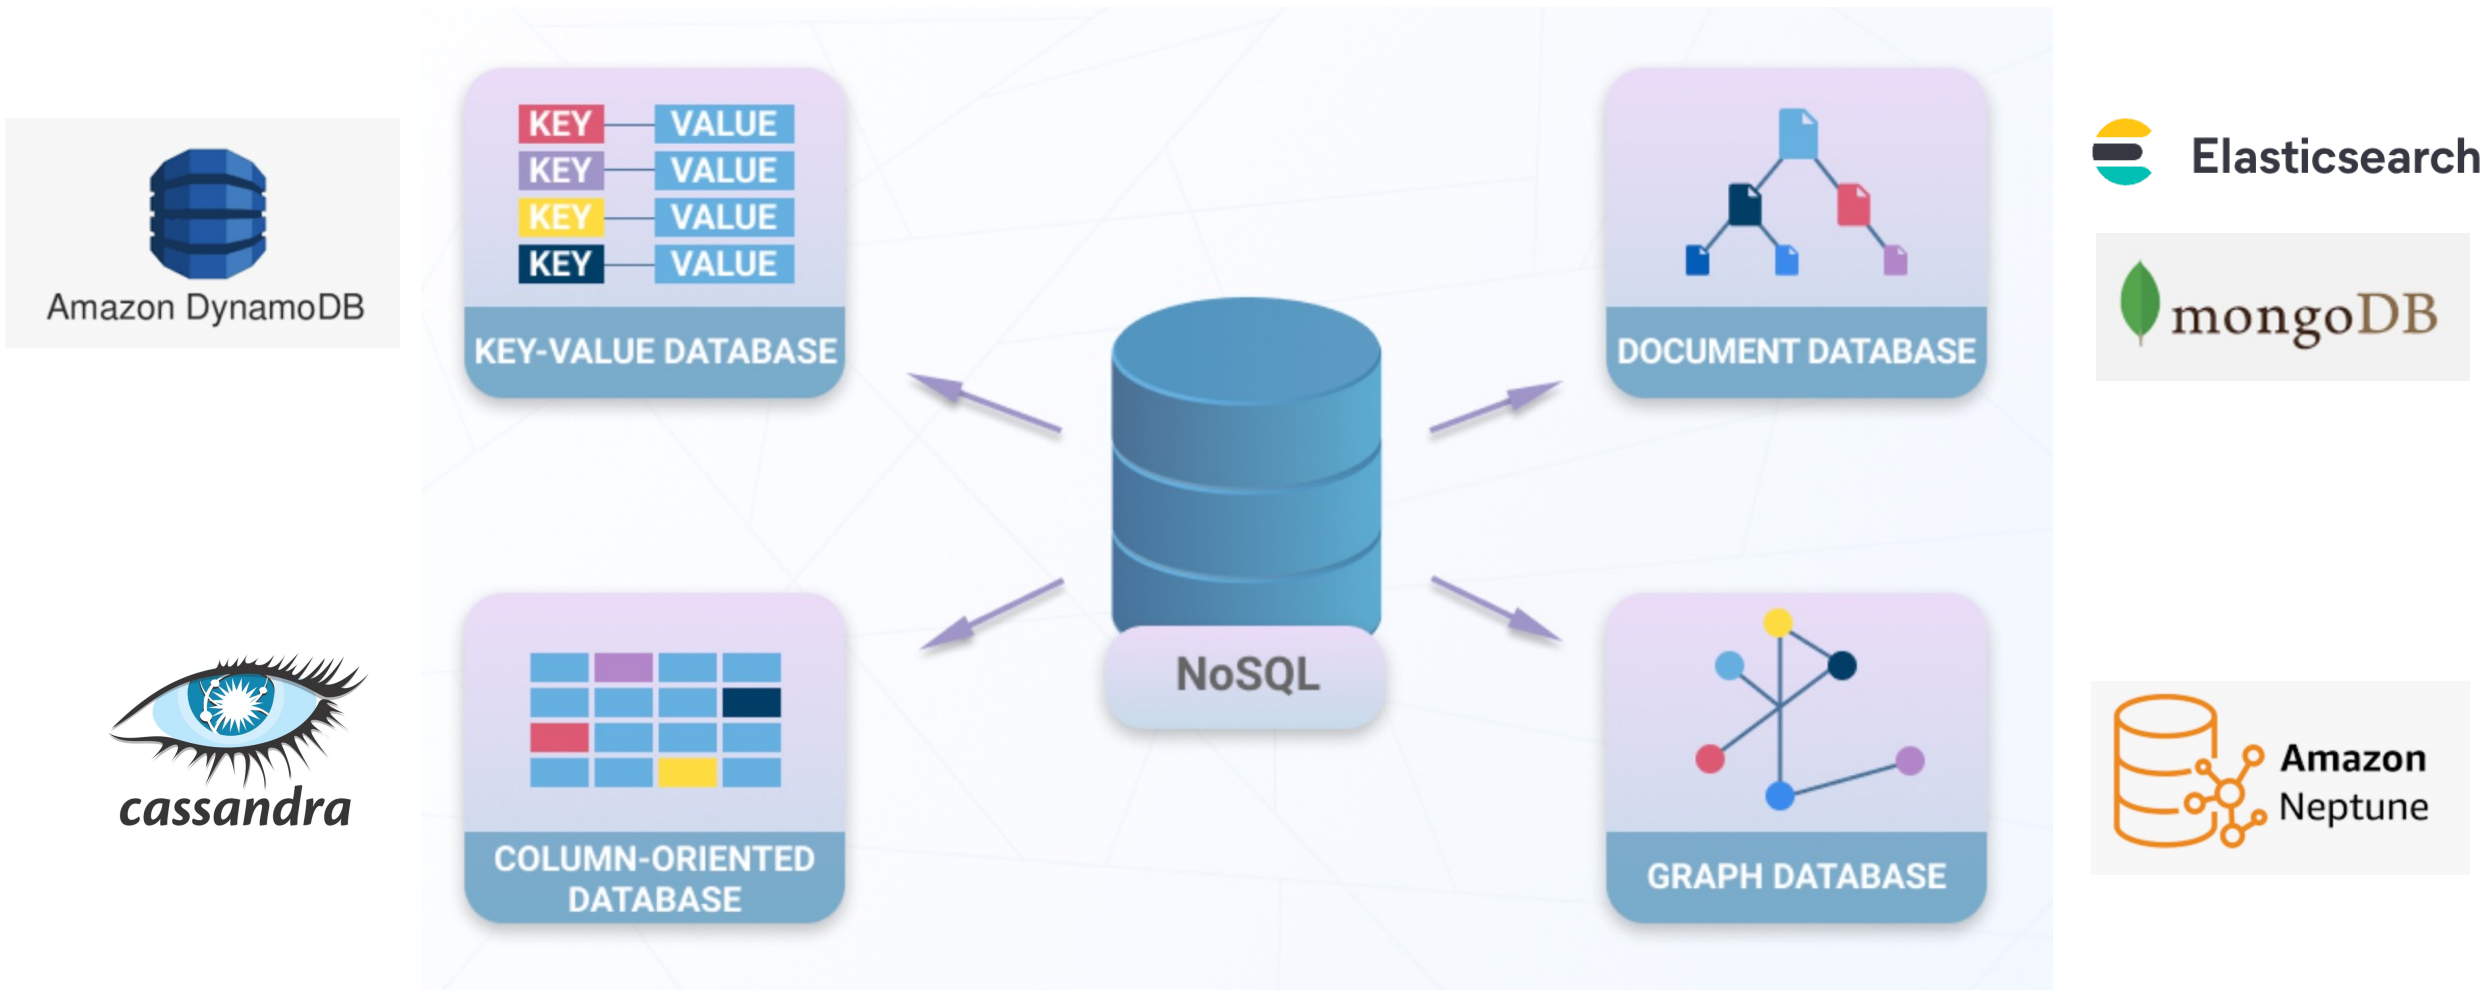 Amazon DynamoDB
KEY VALUE
KEY VALUE
KEY VALUE
KEY VALUE
KEY-VALUE DATABASE
DOCUMENT DATABASE
Elasticsearch
mongoDB
NoSQL
cassandra
COLUMN-ORIENTED
DATABASE
GRAPH DATABASE
Amazon
Neptune